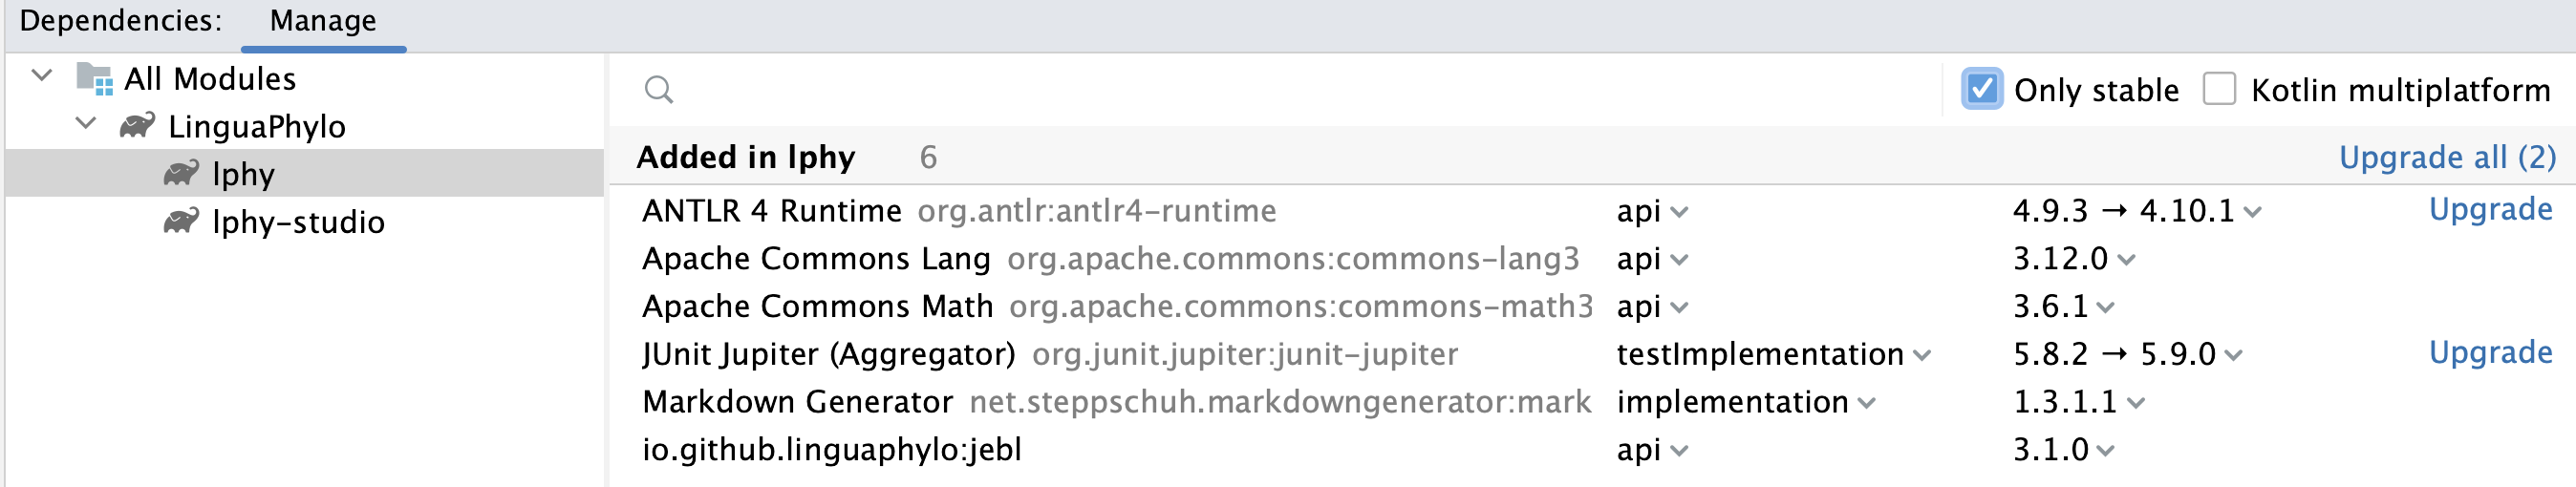 Dependencies: Manage
All Modules
LinguaPhylo
lphy
lphy-studio
Only stable Kotlin multiplatform
Added in lphy 6 Upgrade all (2)
ANTLR 4 Runtime org.antlr:antlr4-runtime api 4.9.3 → 4.10.1 Upgrade
Apache Commons Lang org.apache.commons:commons-lang3 api 3.12.0
Apache Commons Math org.apache.commons:commons-math3 api 3.6.1
JUnit Jupiter (Aggregator) org.junit.jupiter:junit-jupiter testImplementation 5.8.2 → 5.9.0 Upgrade
Markdown Generator net.steppschuh.markdowngenerator:mark implementation 1.3.1.1
io.github.linguaphylo:jebl api 3.1.0